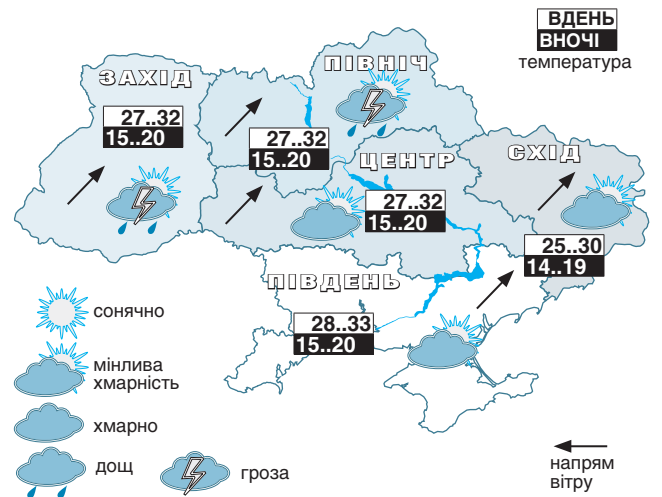 ВДЕНЬ
ВНОЧІ
температура
ЗАХІД
27..32
15..20
ПІВНІЧ
27..32
15..20
ЦЕНТР
27..32
15..20
СХІД
25..30
14..19
ПІВДЕНЬ
28..33
15..20
сонячно
мінлива
хмарність
хмарно
дощ
гроза
напрям
вітру